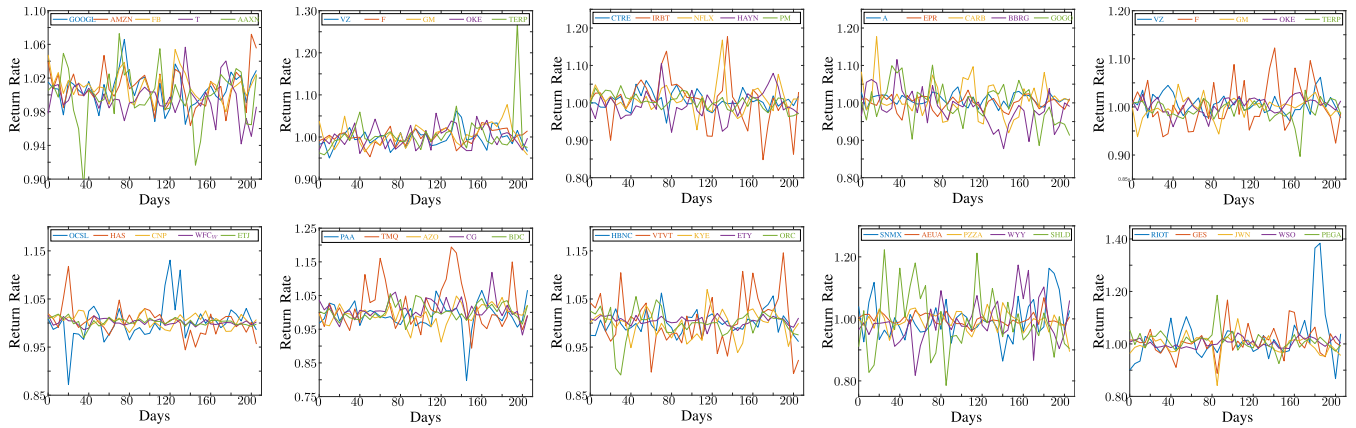 GOOGL AMZN FB T AAXN
Return Rate
1.10
1.06
1.02
0.98
0.94
0.90
0 40 80 120 160 200
Days
VZ F GM OKE TERP
Return Rate
1.30
1.20
1.10
1.00
0.90
0 40 80 120 160 200
Days
CTRE IRBT NFLX HAYN PM
Return Rate
1.20
1.10
1.00
0.90
0.80
0 40 80 120 160 200
Days
A EPR CARB BBRG GOGO
Return Rate
1.20
1.10
1.00
0.90
0.80
0 40 80 120 160 200
Days
VZ F GM OKE TERP
Return Rate
1.20
1.10
1.00
0.90
0 40 80 120 160 200
Days
OCSL HAS CNP WFC ETJ
Return Rate
1.15
1.05
0.95
0.85
0 40 80 120 160 200
Days
PAA TMQ AZO CG BDC
Return Rate
1.25
1.15
1.05
0.95
0.85
0.75
0 40 80 120 160 200
Days
HBNC VTVT KYE ETY ORC
Return Rate
1.15
1.05
0.95
0.85
0 40 80 120 160 200
Days
SNMX AEUA PZZA WYY SHLD
Return Rate
1.20
1.00
0.80
0 40 80 120 160 200
Days
RIOT GES JWN WSO PEGA
Return Rate
1.40
1.20
1.00
0.80
0 40 80 120 160 200
Days